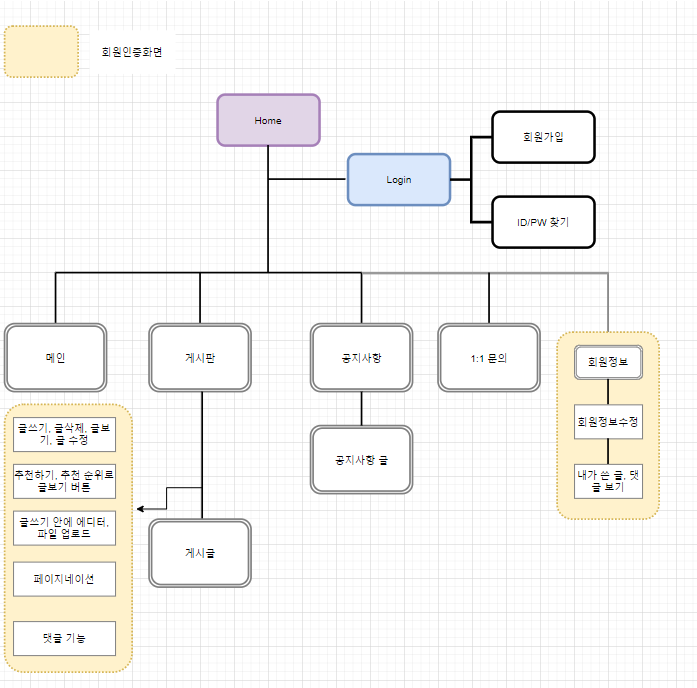 회원인증화면
Home
회원가입
Login
ID/PW 찾기
메인
게시판
공지사항
1:1 문의
회원정보
회원정보수정
내가 쓴 글, 댓
글 보기
공지사항 글
게시글
글쓰기, 글삭제, 글보
기, 글 수정
추천하기, 추천 순위로
글보기 버튼
글쓰기 안에 에디터,
파일 업로드
페이지네이션
댓글 기능